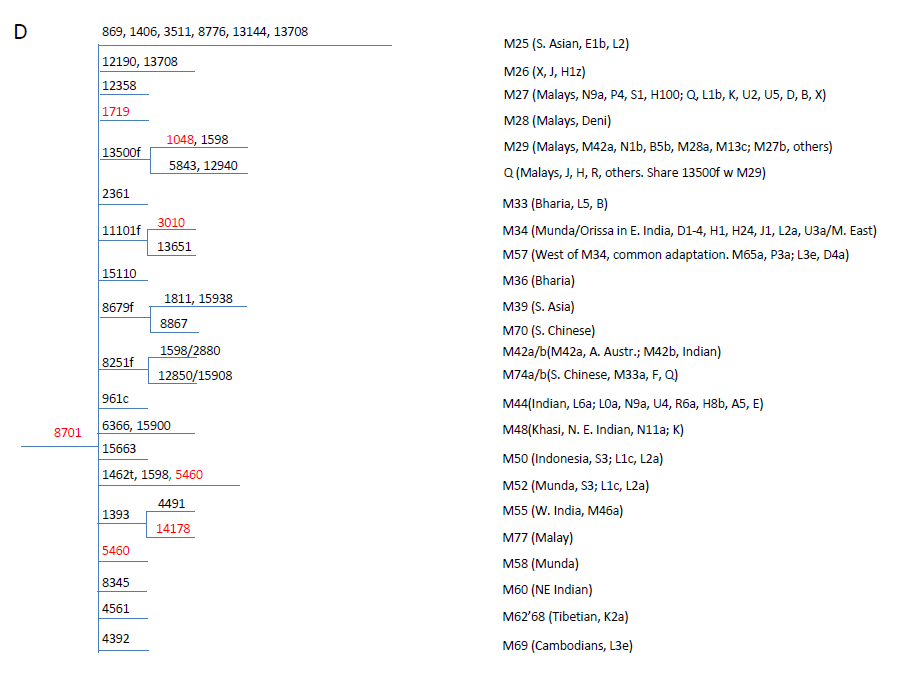 D
869, 1406, 3511, 8776, 13144, 13708
M25 (S. Asian, E1b, L2)
12190, 13708
M26 (X, J, H1z)
12358
M27 (Malays, N9a, P4, S1, H100; Q, L1b, K, U2, U5, D, B, X)
1719
M28 (Malays, Deni)
13500f
1048, 1598
M29 (Malays, M42a, N1b, B5b, M28a, M13c; M27b, others)
5843, 12940
Q (Malays, J, H, R, others. Share 13500f w M29)
2361
M33 (Bharia, L5, B)
11101f
3010
M34 (Munda/Orissa in E. India, D1-4, H1, H24, J1, L2a, U3a/M. East)
13651
M57 (West of M34, common adaptation. M65a, P3a; L3e, D4a)
15110
M36 (Bharia)
8679f
1811, 15938
M39 (S. Asia)
8867
M70 (S. Chinese)
8251f
1598/2880
M42a/b(M42a, A. Austr.; M42b, Indian)
12850/15908
M74a/b(S. Chinese, M33a, F, Q)
961c
M44(Indian, L6a; L0a, N9a, U4, R6a, H8b, A5, E)
8701
6366, 15900
M48(Khasi, N. E. Indian, N11a; K)
15663
M50 (Indonesia, S3; L1c, L2a)
1462t, 1598, 5460
M52 (Munda, S3; L1c, L2a)
1393
4491
M55 (W. India, M46a)
14178
M77 (Malay)
5460
M58 (Munda)
8345
M60 (NE Indian)
4561
M62’68 (Tibetian, K2a)
4392
M69 (Cambodians, L3e)